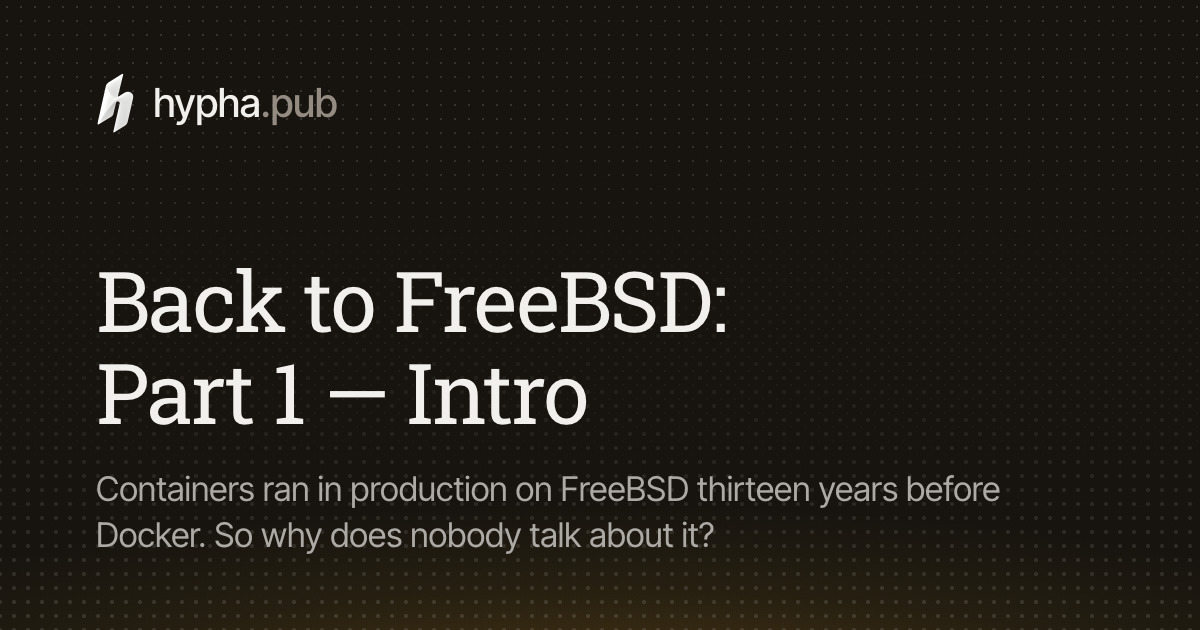 hypha.pub
Back to FreeBSD:
Part 1 — Intro
Containers ran in production on FreeBSD thirteen years before
Docker. So why does nobody talk about it?